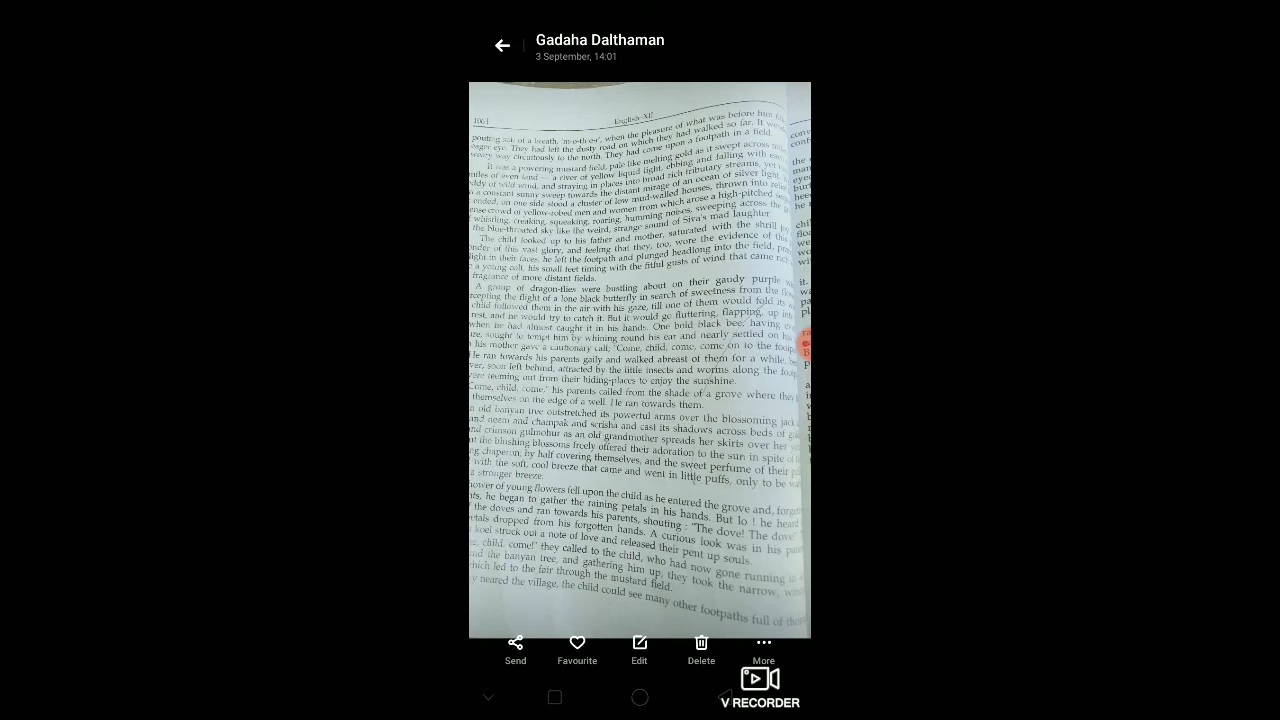 Gadaha Dalthaman
3 September, 14:01
106 I
English-XII
pouting of a breath, 'm-o-th-er', when the pleasure of what was before him
eager eye. They had left the dusty road on which they had walked so far. It
weary way circuitously to the north. They had come upon a footpath in a field.
It was a flowering mustard field, pale like melting gold as it swept across
miles of even land — a river of yellow liquid light, ebbing and falling with
eddy of wild wind, and straying in places into broad rich tributary streams, yet
a constant sunny sweep towards the distant mirage of an ocean of silver light.
ended, on one side stood a cluster of low mud-walled houses, thrown into
ense crowd of yellow-robed men and women from which arose a high-pitched
whistling, creaking, squeaking, roaring, humming noises, sweeping across the
the blue-throated sky like the weird, strange sound of Siva's mad laughter
The child looked up to his father and mother, saturated with the shrill joy
onder of this vast glory, and feeling that they, too, wore the evidence of this
light in their faces, he left the footpath and plunged headlong into the field,
a young colt, his small feet timing with the fitful gusts of wind that came
fragrance of more distant fields.
A group of dragon-flies were bustling about on their gaudy purple
rcepting the flight of a lone black butterfly in search of sweetness from the
child followed them in the air with his gaze, till one of them would fold its
rest, and he would try to catch it. But it would go fluttering, flapping, up
when he had almost caught it in his hands. One bold black bee, having
ure, sought to tempt him by whining round his ear and nearly settled on his
his mother gave a cautionary call; "Come, child, come, come on to the
He ran towards his parents gaily and walked abreast of them for a while,
ver, soon left behind, attracted by the little insects and worms along the
were teeming out from their hiding-places to enjoy the sunshine.
Come, child, come," his parents called from the shade of a grove where they
themselves on the edge of a well. He ran towards them.
old banyan tree outstretched its powerful arms over the blossoming
and neem and champak and serisha and cast its shadows across beds of
nd crimson gulmohur as an old grandmother spreads her skirts over her
ut the blushing blossoms freely offered their adoration to the sun in spite of
ng chaperon, by half covering themselves, and the sweet perfume of their
with the soft, cool breeze that came and went in little puffs, only to be
a stronger breeze.
hower of young flowers fell upon the child as he entered the grove and,
nts, he began to gather the raining petals in his hands. But lo ! he heard
the doves and ran towards his parents, shouting : "The dove! The dove"
etals dropped from his forgotten hands. A curious look was in his
koel struck out a note of love and released their pent up souls.
e, child, come!" they called to the child, who had now gone running in
und the banyan tree, and gathering him up, they took the narrow,
hich led to the fair through the mustard field.
y neared the village, the child could see many other footpaths full of
Send
Favourite
Edit
Delete
More
V RECORDER